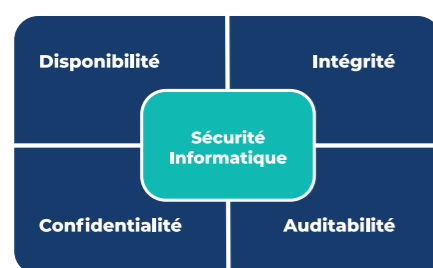 Disponibilité
Intégrité
Sécurité
Informatique
Confidentialité
Auditabilité